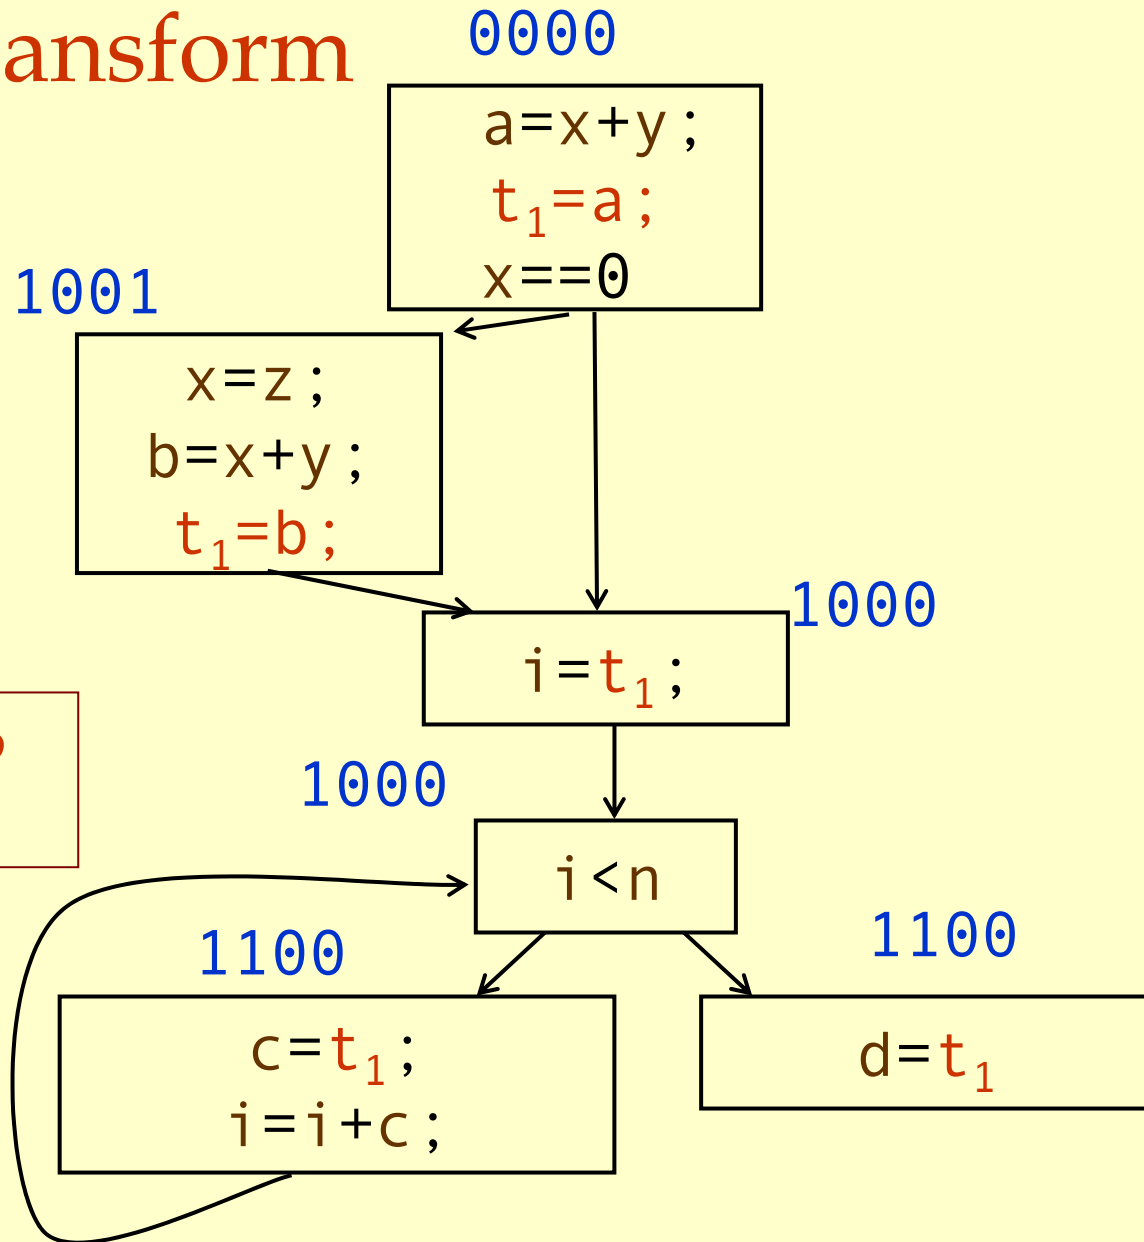 ansform
0000
a=x+y;
t₁=a;
x==0
1001
x=z;
b=x+y;
t₁=b;
1000
i=t₁;
1000
i<n
1100
c=t₁;
i=i+c;
1100
d=t₁